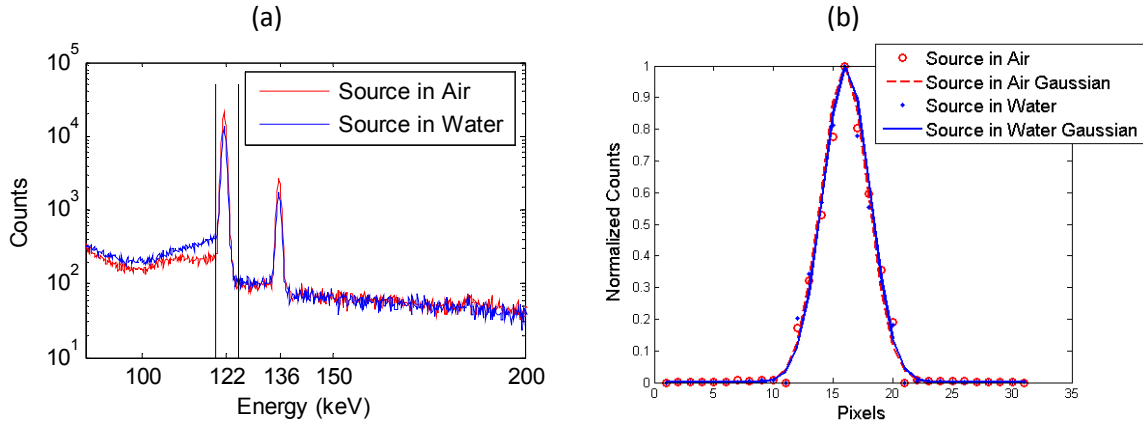 (a)
10^5
10^4
10^3
10^2
10^1
Counts
Source in Air
Source in Water
100 122 136 150 200
Energy (keV)
(b)
Source in Air
Source in Air Gaussian
Source in Water
Source in Water Gaussian
1
0.9
0.8
0.7
0.6
0.5
0.4
0.3
0.2
0.1
0
Normalized Counts
0 5 10 15 20 25 30 35
Pixels